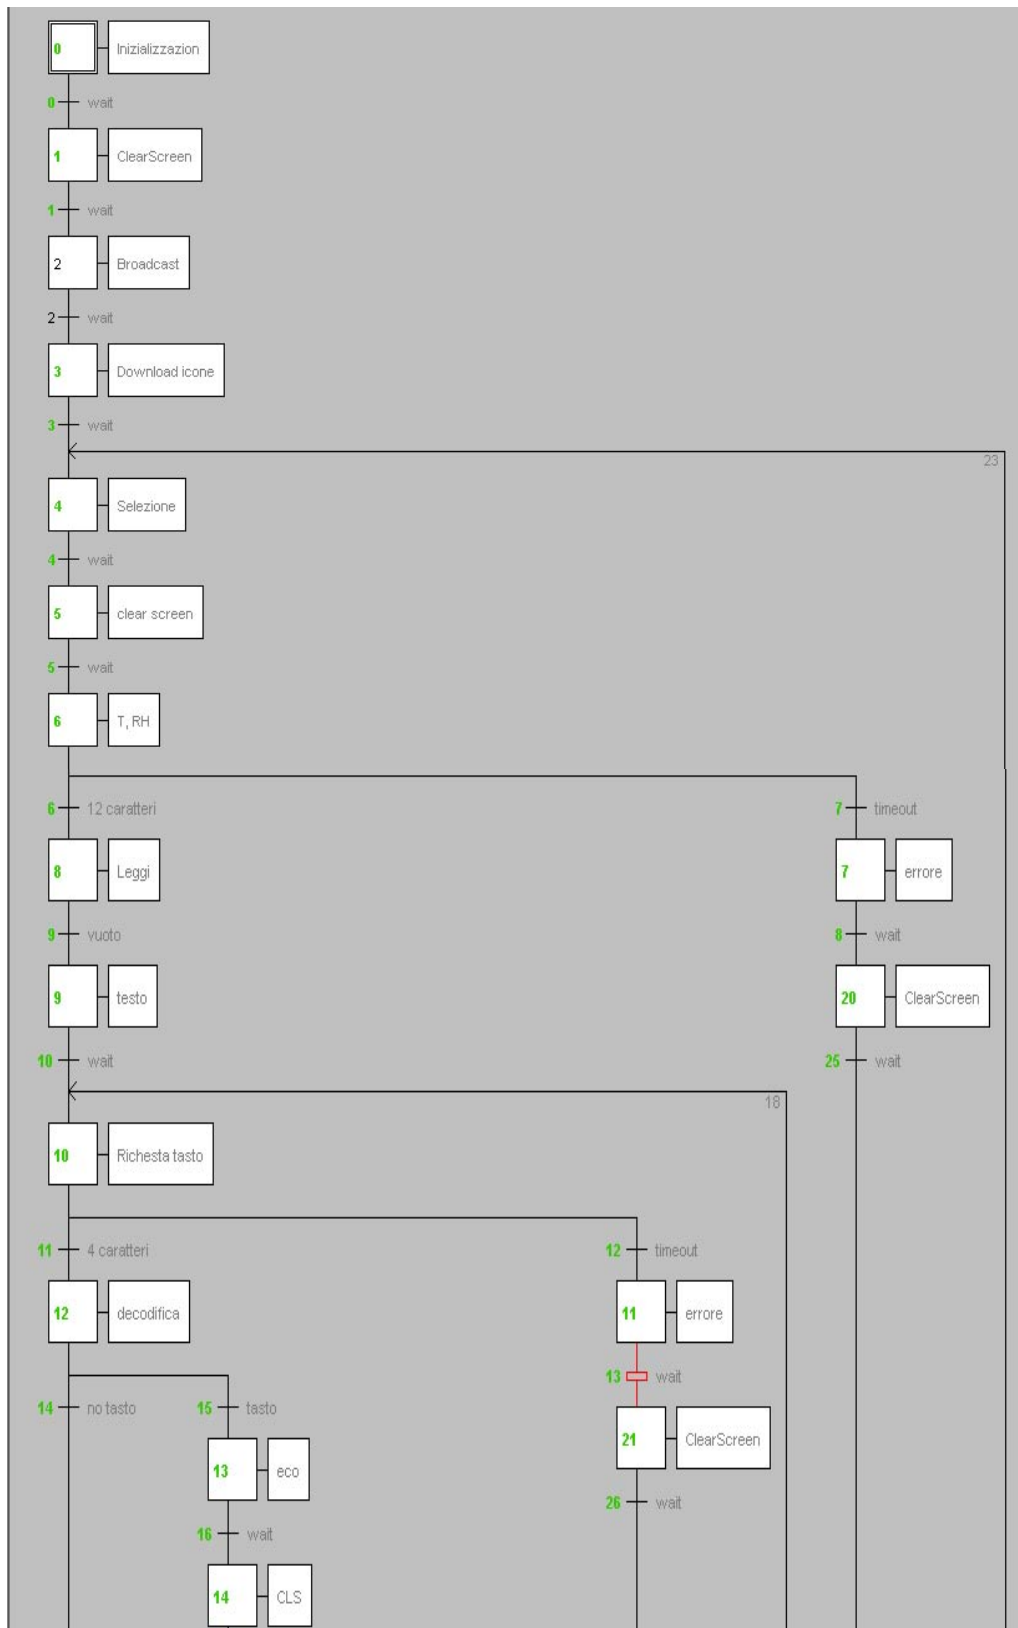 0 Inizializzazion
0 wait
1 ClearScreen
1 wait
2 Broadcast
2 wait
3 Download icone
3 wait
23
4 Selezione
4 wait
5 clear screen
5 wait
6 T, RH
6 12 caratteri 7 timeout
8 Leggi 7 errore
9 vuoto 8 wait
9 testo 20 ClearScreen
10 wait 25 wait
18
10 Richesta tasto
11 4 caratteri 12 timeout
12 decodifica 11 errore
13 wait
14 no tasto 15 tasto
21 ClearScreen
13 eco
26 wait
16 wait
14 CLS